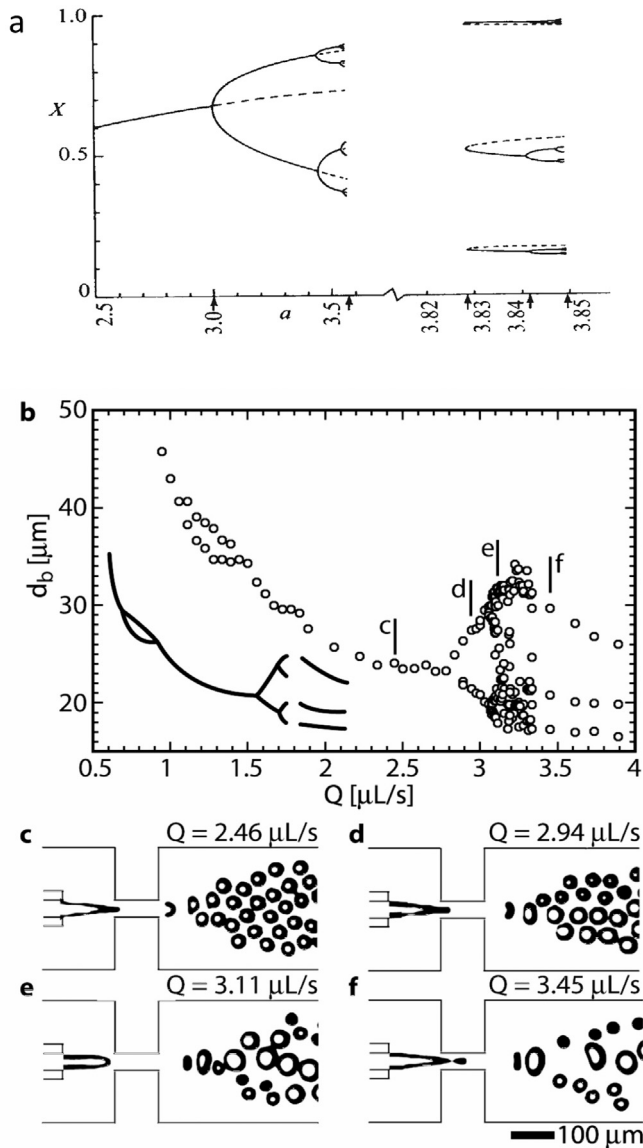 a
1.0
X
0.5
0
2.5
3.0
a
3.5
3.82
3.83
3.84
3.85
b
50
40
d_b [μm]
30
20
c
d
e
f
0.5 1 1.5 2 2.5 3 3.5 4
Q [μL/s]
c Q = 2.46 μL/s
d Q = 2.94 μL/s
e Q = 3.11 μL/s
f Q = 3.45 μL/s
100 μm